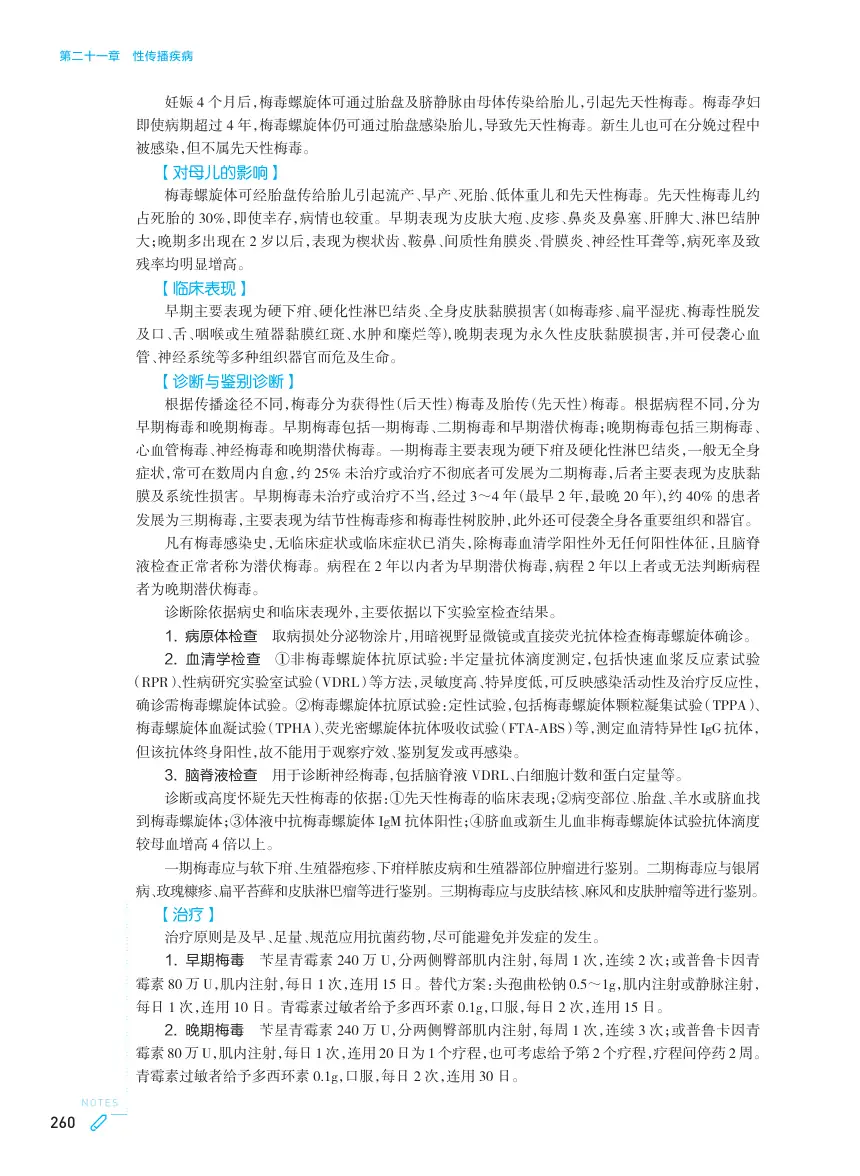 第二十一章 性传播疾病
妊娠 4 个月后,梅毒螺旋体可通过胎盘及脐静脉由母体传染给胎儿,引起先天性梅毒。梅毒孕妇
即使病期超过 4 年,梅毒螺旋体仍可通过胎盘感染胎儿,导致先天性梅毒。新生儿也可在分娩过程中
被感染,但不属先天性梅毒。
【对母儿的影响】
梅毒螺旋体可经胎盘传给胎儿引起流产、早产、死胎、低体重儿和先天性梅毒。先天性梅毒儿约
占死胎的 30%,即使幸存,病情也较重。早期表现为皮肤大疱、皮疹、鼻炎及鼻塞、肝脾大、淋巴结肿
大;晚期多出现在 2 岁以后,表现为楔状齿、鞍鼻、间质性角膜炎、骨膜炎、神经性耳聋等,病死率及致
残率均明显增高。
【临床表现】
早期主要表现为硬下疳、硬化性淋巴结炎、全身皮肤黏膜损害(如梅毒疹、扁平湿疣、梅毒性脱发
及口、舌、咽喉或生殖器黏膜红斑、水肿和糜烂等),晚期表现为永久性皮肤黏膜损害,并可侵袭心血
管、神经系统等多种组织器官而危及生命。
【诊断与鉴别诊断】
根据传播途径不同,梅毒分为获得性(后天性)梅毒及胎传(先天性)梅毒。根据病程不同,分为
早期梅毒和晚期梅毒。早期梅毒包括一期梅毒、二期梅毒和早期潜伏梅毒;晚期梅毒包括三期梅毒、
心血管梅毒、神经梅毒和晚期潜伏梅毒。一期梅毒主要表现为硬下疳及硬化性淋巴结炎,一般无全身
症状,常可在数周内自愈,约 25% 未治疗或治疗不彻底者可发展为二期梅毒,后者主要表现为皮肤黏
膜及系统性损害。早期梅毒未治疗或治疗不当,经过 3～4 年(最早 2 年,最晚 20 年),约 40% 的患者
发展为三期梅毒,主要表现为结节性梅毒疹和梅毒性树胶肿,此外还可侵袭全身各重要组织和器官。
凡有梅毒感染史,无临床症状或临床症状已消失,除梅毒血清学阳性外无任何阳性体征,且脑脊
液检查正常者称为潜伏梅毒。病程在 2 年以内者为早期潜伏梅毒,病程 2 年以上者或无法判断病程
者为晚期潜伏梅毒。
诊断除依据病史和临床表现外,主要依据以下实验室检查结果。
1. 病原体检查 取病损处分泌物涂片,用暗视野显微镜或直接荧光抗体检查梅毒螺旋体确诊。
2. 血清学检查 ①非梅毒螺旋体抗原试验:半定量抗体滴度测定,包括快速血浆反应素试验
(RPR)、性病研究实验室试验(VDRL)等方法,灵敏度高、特异度低,可反映感染活动性及治疗反应性,
确诊需梅毒螺旋体试验。②梅毒螺旋体抗原试验:定性试验,包括梅毒螺旋体颗粒凝集试验(TPPA)、
梅毒螺旋体血凝试验(TPHA)、荧光密螺旋体抗体吸收试验(FTA-ABS)等,测定血清特异性 IgG 抗体,
但该抗体终身阳性,故不能用于观察疗效、鉴别复发或再感染。
3. 脑脊液检查 用于诊断神经梅毒,包括脑脊液 VDRL、白细胞计数和蛋白定量等。
诊断或高度怀疑先天性梅毒的依据:①先天性梅毒的临床表现;②病变部位、胎盘、羊水或脐血找
到梅毒螺旋体;③体液中抗梅毒螺旋体 IgM 抗体阳性;④脐血或新生儿血非梅毒螺旋体试验抗体滴度
较母血增高 4 倍以上。
一期梅毒应与软下疳、生殖器疱疹、下疳样脓皮病和生殖器部位肿瘤进行鉴别。二期梅毒应与银屑
病、玫瑰糠疹、扁平苔藓和皮肤淋巴瘤等进行鉴别。三期梅毒应与皮肤结核、麻风和皮肤肿瘤等进行鉴别。
【治疗】
治疗原则是及早、足量、规范应用抗菌药物,尽可能避免并发症的发生。
1. 早期梅毒 苄星青霉素 240 万 U,分两侧臀部肌内注射,每周 1 次,连续 2 次;或普鲁卡因青
霉素 80 万 U,肌内注射,每日 1 次,连用 15 日。替代方案:头孢曲松钠 0.5～1g,肌内注射或静脉注射,
每日 1 次,连用 10 日。青霉素过敏者给予多西环素 0.1g,口服,每日 2 次,连用 15 日。
2. 晚期梅毒 苄星青霉素 240 万 U,分两侧臀部肌内注射,每周 1 次,连续 3 次;或普鲁卡因青
霉素 80 万 U,肌内注射,每日 1 次,连用 20 日为 1 个疗程,也可考虑给予第 2 个疗程,疗程间停药 2 周。
青霉素过敏者给予多西环素 0.1g,口服,每日 2 次,连用 30 日。
NOTES
260